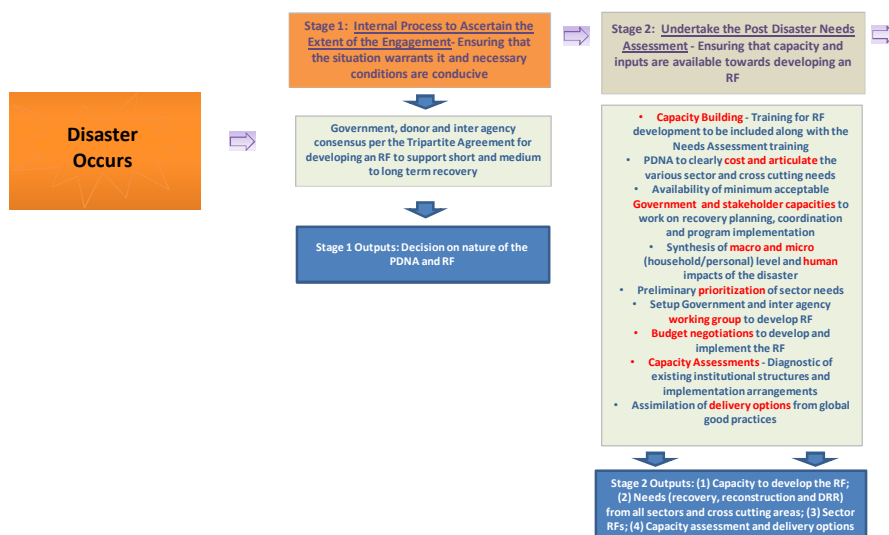 Disaster
Occurs
Stage 1:  Internal Process to Ascertain the
Extent of the Engagement- Ensuring that
the situation warrants it and necessary
conditions are conducive
Government, donor and inter agency
consensus per the Tripartite Agreement for
developing an RF to support short and medium
to long term recovery
Stage 1 Outputs: Decision on nature of the
PDNA and RF
Stage 2:  Undertake the Post Disaster Needs
Assessment - Ensuring that capacity and
inputs are available towards developing an
RF
• Capacity Building - Training for RF
development to be included along with the
Needs Assessment training
• PDNA to clearly cost and articulate the
various sector and cross cutting needs
• Availability of minimum acceptable
Government  and stakeholder capacities to
work on recovery planning, coordination
and program implementation
• Synthesis of macro and micro
(household/personal) level and human
impacts of the disaster
• Preliminary prioritization of sector needs
• Setup Government and inter agency
working group to develop RF
• Budget negotiations to develop and
implement the RF
• Capacity Assessments - Diagnostic of
existing institutional structures and
implementation arrangements
• Assimilation of delivery options from global
good practices
Stage 2 Outputs: (1) Capacity to develop the RF;
(2) Needs (recovery, reconstruction and DRR)
from all sectors and cross cutting areas; (3) Sector
RFs; (4) Capacity assessment and delivery options